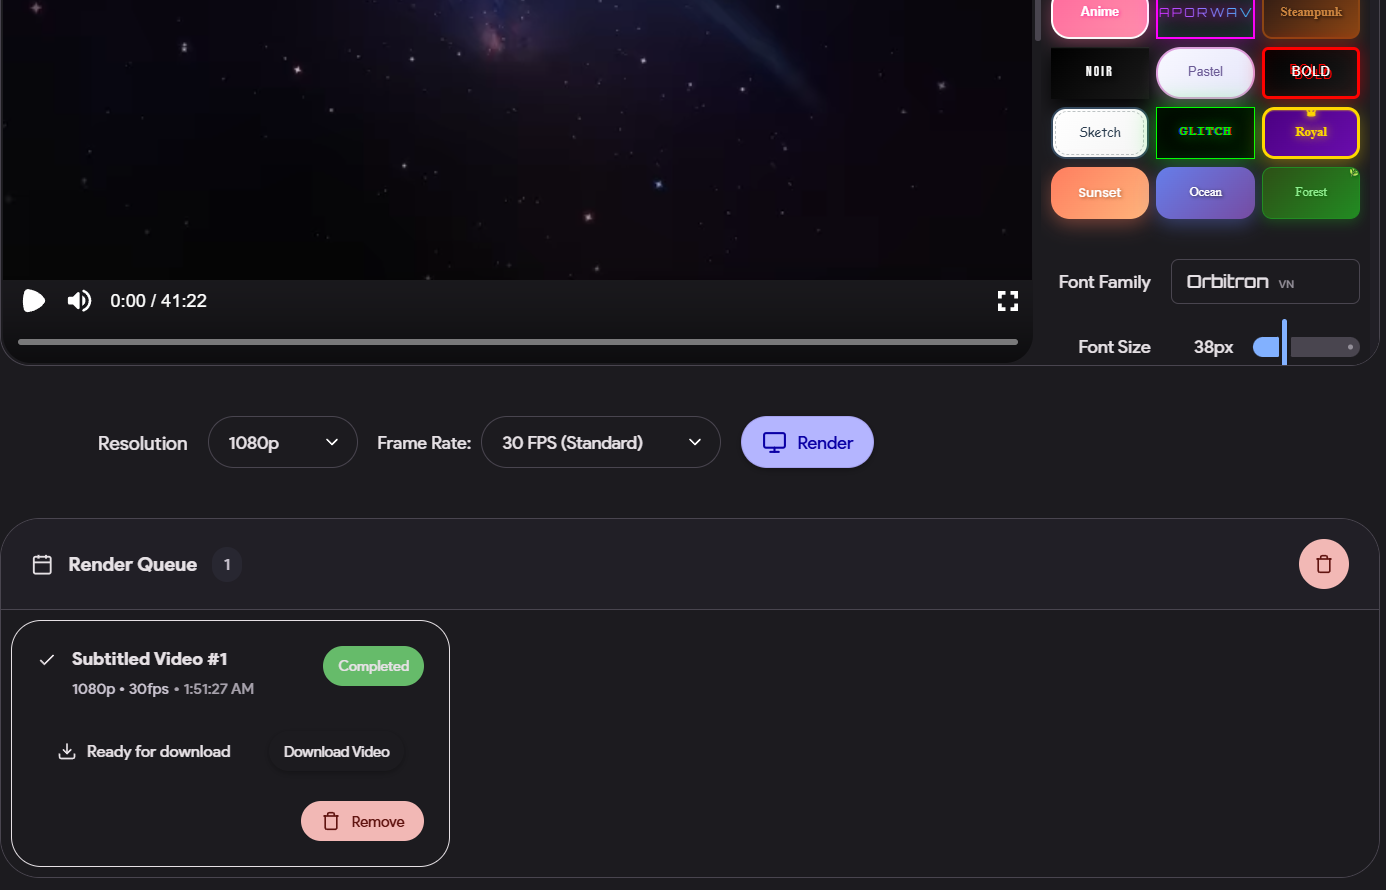 Anime
APORWAV
Steampunk
NOIR
Pastel
BOLD
Sketch
GLITCH
Royal
Sunset
Ocean
Forest
0:00 / 41:22
Font Family
Orbitron VN
Font Size 38px
Resolution
1080p
Frame Rate:
30 FPS (Standard)
Render
Render Queue 1
Subtitled Video #1
Completed
1080p • 30fps • 1:51:27 AM
Ready for download
Download Video
Remove